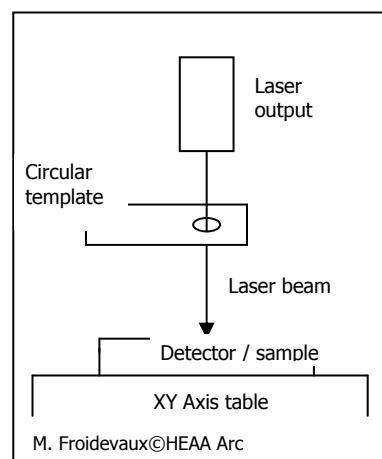 Laser
output
Circular
template
Laser beam
Detector / sample
XY Axis table
M. Froidevaux©HEAA Arc